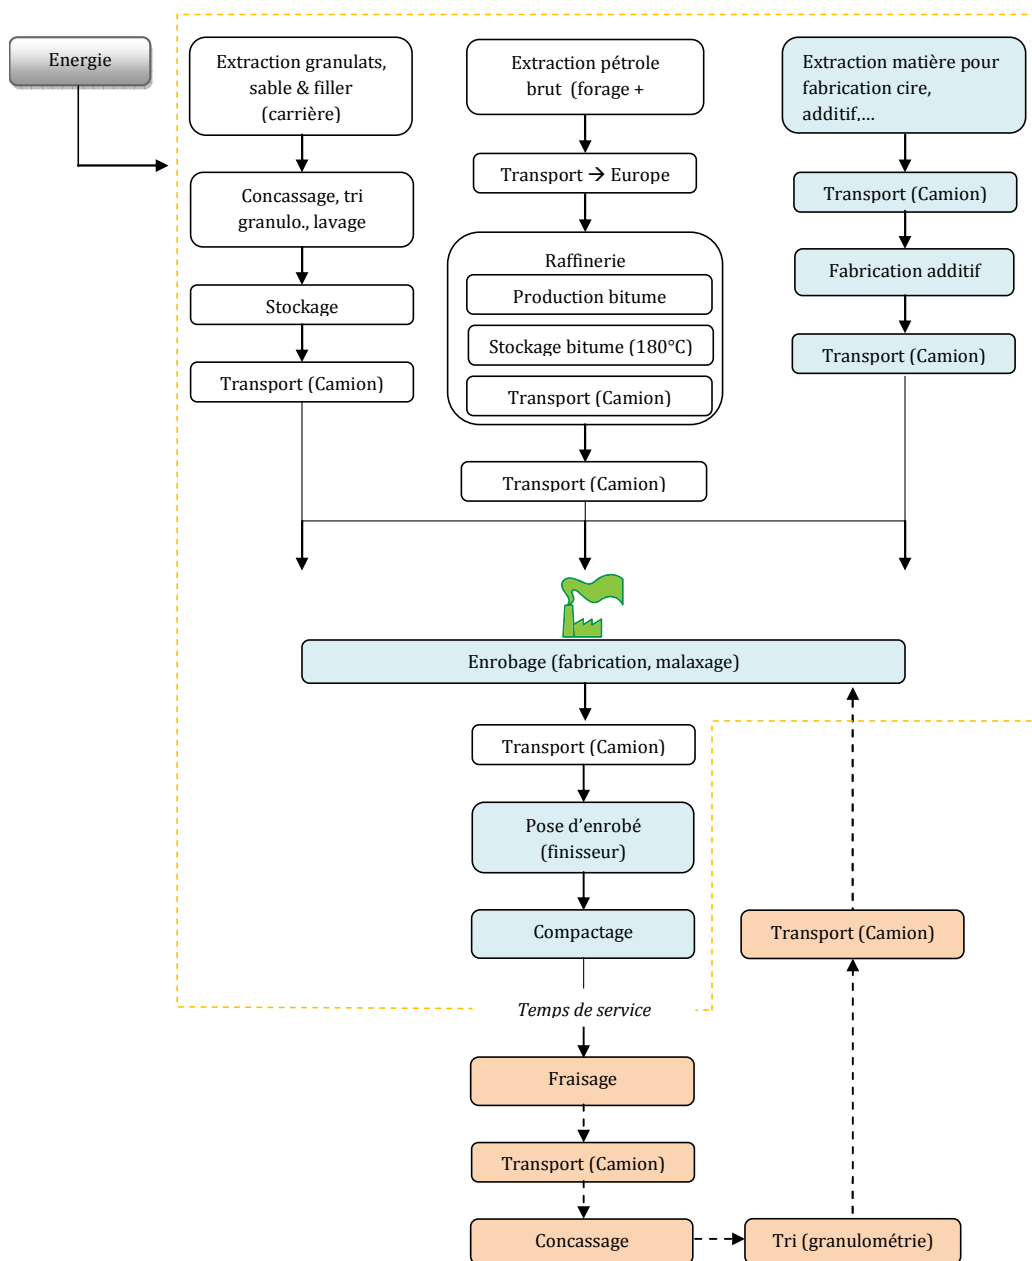 Energie
Extraction granulats,
sable & filler
(carrière)
Concassage, tri
granulo., lavage
Stockage
Transport (Camion)
Extraction pétrole
brut (forage +
Transport → Europe
Raffinerie
Production bitume
Stockage bitume (180°C)
Transport (Camion)
Transport (Camion)
Extraction matière pour
fabrication cire,
additif,…
Transport (Camion)
Fabrication additif
Transport (Camion)
Enrobage (fabrication, malaxage)
Transport (Camion)
Pose d’enrobé
(finisseur)
Compactage
Temps de service
Fraisage
Transport (Camion)
Concassage
Tri (granulométrie)
Transport (Camion)